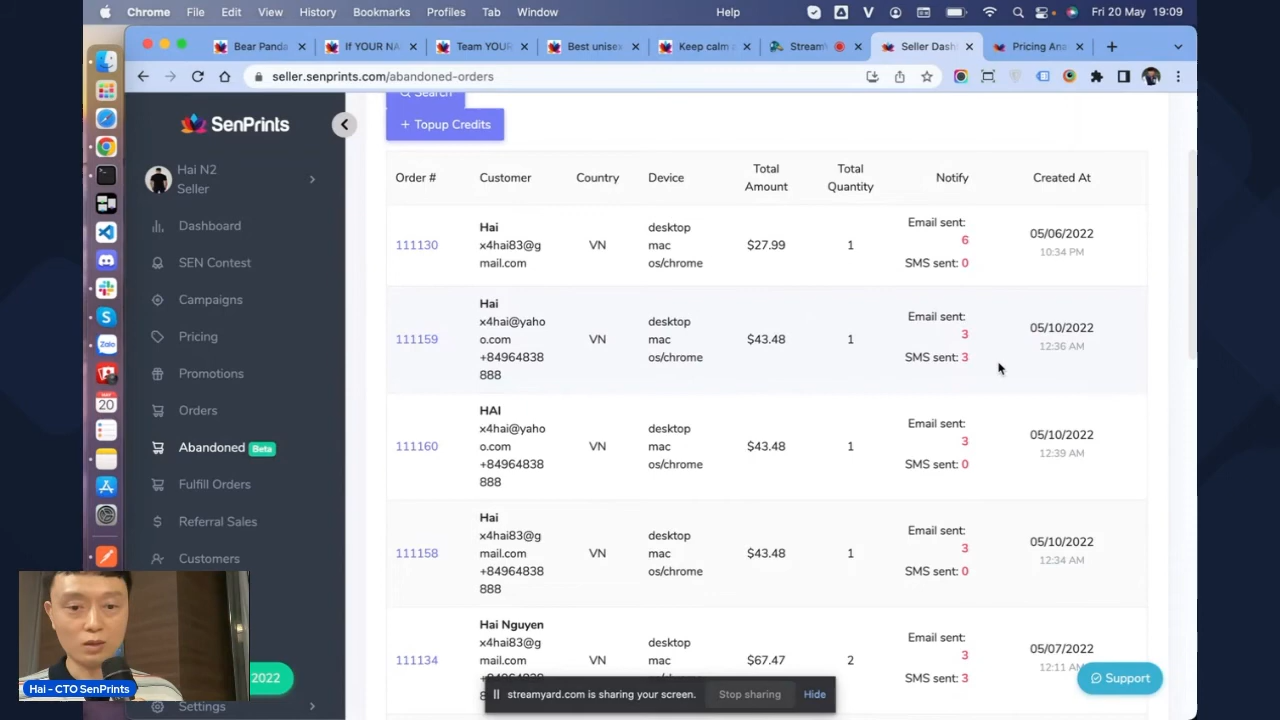 Chrome File Edit View History Bookmarks Profiles Tab Window Help Fri 20 May 19:09
Bear Panda If YOUR NA Team YOUR Best unisex Keep calm a Stream Seller Dash Pricing Ana
seller.senprints.com/abandoned-orders
SenPrints
Hai N2
Seller
Dashboard
SEN Contest
Campaigns
Pricing
Promotions
Orders
Abandoned Beta
Fulfill Orders
Referral Sales
Customers
2022
Settings
Search
+ Topup Credits
Order # Customer Country Device Total Amount Total Quantity Notify Created At
111130 Hai VN desktop $27.99 1 Email sent: 05/06/2022
x4hai83@g mac 6 10:34 PM
mail.com os/chrome SMS sent: 0
111159 Hai VN desktop $43.48 1 Email sent: 05/10/2022
x4hai@yaho mac 3 12:36 AM
o.com os/chrome SMS sent: 3
+84964838
888
111160 HAI VN desktop $43.48 1 Email sent: 05/10/2022
x4hai@yaho mac 3 12:39 AM
o.com os/chrome SMS sent: 0
+84964838
888
111158 Hai VN desktop $43.48 1 Email sent: 05/10/2022
x4hai83@g mac 3 12:34 AM
mail.com os/chrome SMS sent: 0
+84964838
888
111134 Hai Nguyen VN desktop $67.47 2 Email sent: 05/07/2022
x4hai83@g mac 3 12:11 AM
mail.com os/chrome SMS sent: 3
Support
streamyard.com is sharing your screen. Stop sharing Hide
Hai - CTO SenPrints
Zalo
20